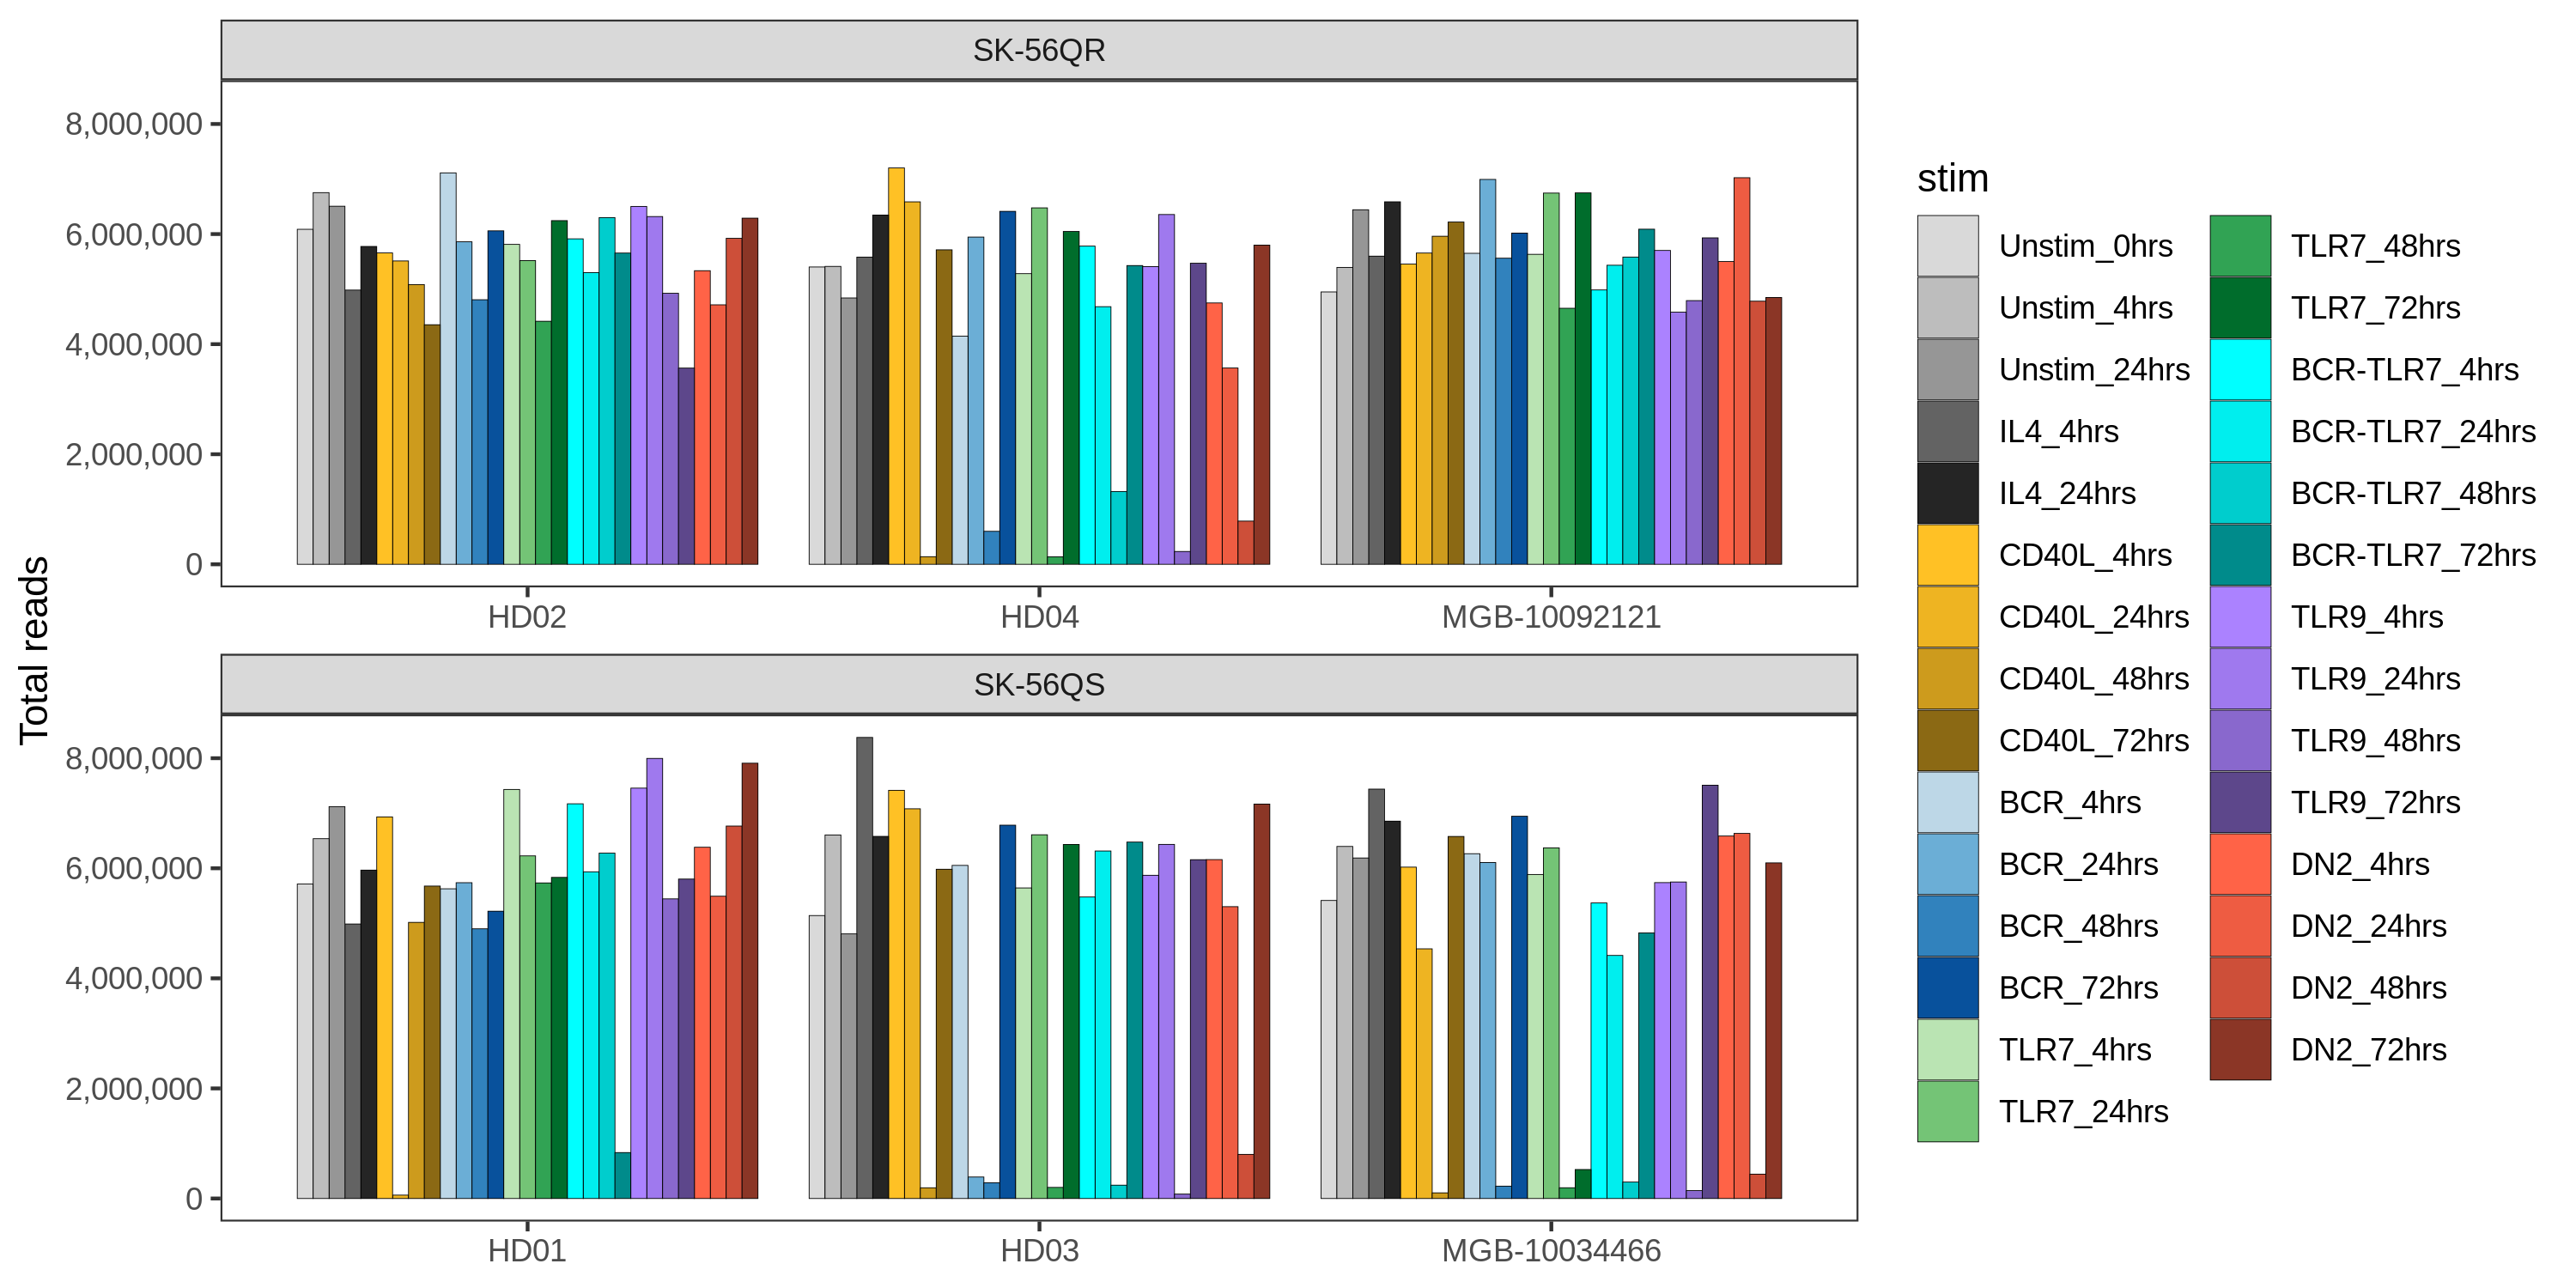 SK-56QR
8,000,000
6,000,000
4,000,000
2,000,000
0
HD02 HD04 MGB-10092121
Total reads
SK-56QS
8,000,000
6,000,000
4,000,000
2,000,000
0
HD01 HD03 MGB-10034466
stim
Unstim_0hrs
Unstim_4hrs
Unstim_24hrs
IL4_4hrs
IL4_24hrs
CD40L_4hrs
CD40L_24hrs
CD40L_48hrs
CD40L_72hrs
BCR_4hrs
BCR_24hrs
BCR_48hrs
BCR_72hrs
TLR7_4hrs
TLR7_24hrs
TLR7_48hrs
TLR7_72hrs
BCR-TLR7_4hrs
BCR-TLR7_24hrs
BCR-TLR7_48hrs
BCR-TLR7_72hrs
TLR9_4hrs
TLR9_24hrs
TLR9_48hrs
TLR9_72hrs
DN2_4hrs
DN2_24hrs
DN2_48hrs
DN2_72hrs